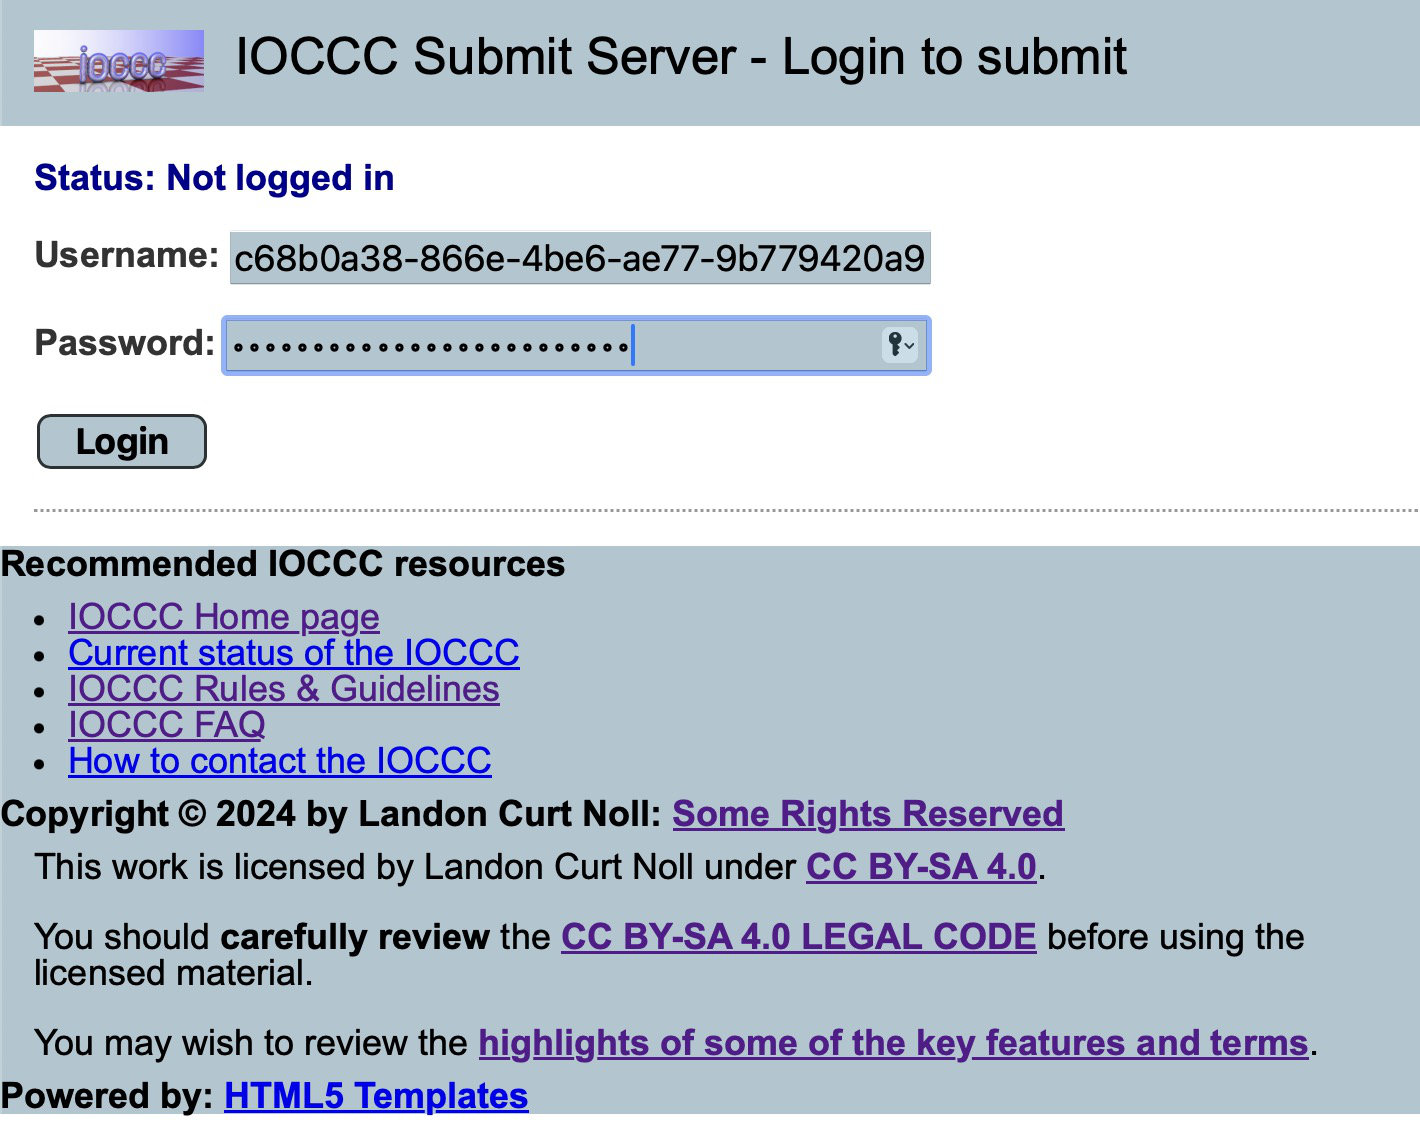 ioccc
IOCCC Submit Server - Login to submit
Status: Not logged in
Username: c68b0a38-866e-4be6-ae77-9b779420a9
Password:
Login
Recommended IOCCC resources
• IOCCC Home page
• Current status of the IOCCC
• IOCCC Rules & Guidelines
• IOCCC FAQ
• How to contact the IOCCC
Copyright © 2024 by Landon Curt Noll: Some Rights Reserved
This work is licensed by Landon Curt Noll under CC BY-SA 4.0.
You should carefully review the CC BY-SA 4.0 LEGAL CODE before using the
licensed material.
You may wish to review the highlights of some of the key features and terms.
Powered by: HTML5 Templates